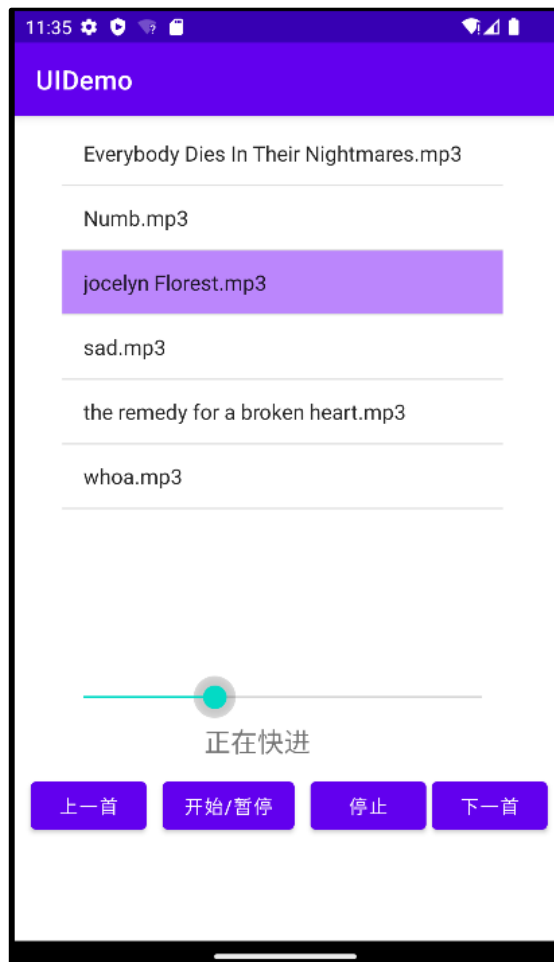 11:35
UIDemo
Everybody Dies In Their Nightmares.mp3
Numb.mp3
jocelyn Florest.mp3
sad.mp3
the remedy for a broken heart.mp3
whoa.mp3
正在快进
上一首 开始/暂停 停止 下一首